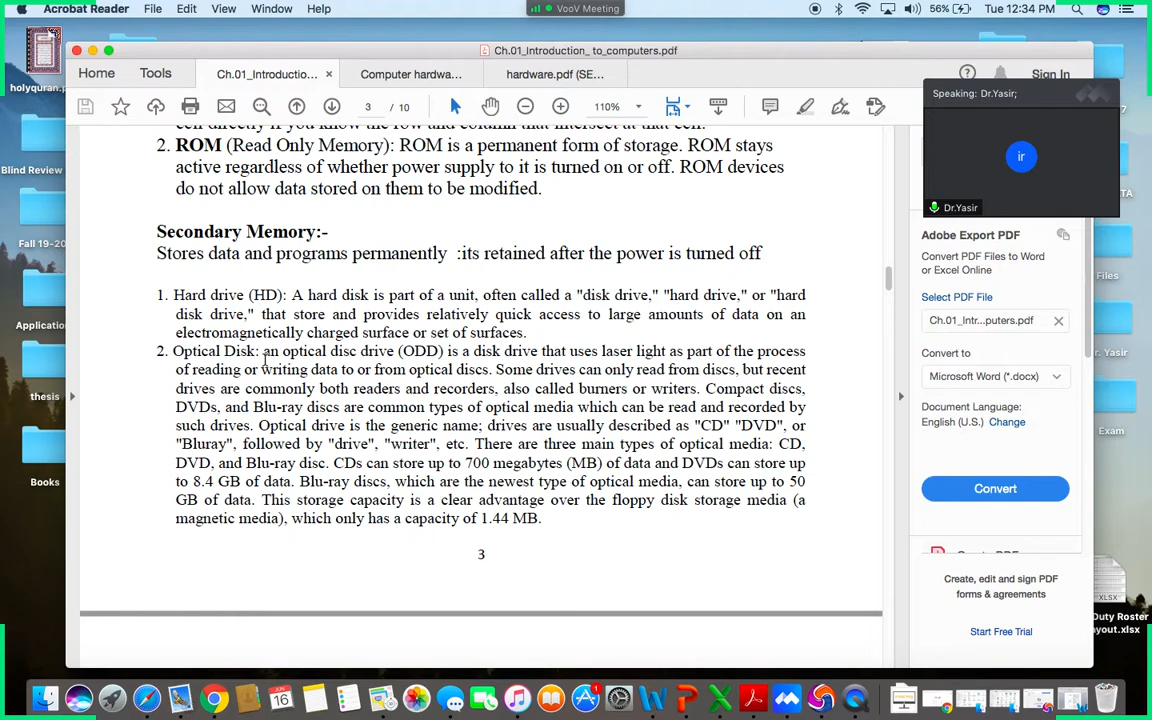 Acrobat Reader File Edit View Window Help
VooV Meeting
56% Tue 12:34 PM
Ch.01_Introduction_ to_computers.pdf
Home Tools Ch.01_Introductio... × Computer hardwa... hardware.pdf (SE... Sign In
3 / 10 110%
Speaking: Dr.Yasir;
ir
Dr.Yasir
holyquran.
Blind Review
Fall 19-20
Application
thesis
Books
2. ROM (Read Only Memory): ROM is a permanent form of storage. ROM stays
active regardless of whether power supply to it is turned on or off. ROM devices
do not allow data stored on them to be modified.
Secondary Memory:-
Stores data and programs permanently :its retained after the power is turned off
1. Hard drive (HD): A hard disk is part of a unit, often called a "disk drive," "hard drive," or "hard
disk drive," that store and provides relatively quick access to large amounts of data on an
electromagnetically charged surface or set of surfaces.
2. Optical Disk: an optical disc drive (ODD) is a disk drive that uses laser light as part of the process
of reading or writing data to or from optical discs. Some drives can only read from discs, but recent
drives are commonly both readers and recorders, also called burners or writers. Compact discs,
DVDs, and Blu-ray discs are common types of optical media which can be read and recorded by
such drives. Optical drive is the generic name; drives are usually described as "CD" "DVD", or
"Bluray", followed by "drive", "writer", etc. There are three main types of optical media: CD,
DVD, and Blu-ray disc. CDs can store up to 700 megabytes (MB) of data and DVDs can store up
to 8.4 GB of data. Blu-ray discs, which are the newest type of optical media, can store up to 50
GB of data. This storage capacity is a clear advantage over the floppy disk storage media (a
magnetic media), which only has a capacity of 1.44 MB.
3
Adobe Export PDF
Convert PDF Files to Word
or Excel Online
Select PDF File
Ch.01_Intr...puters.pdf
Convert to
Microsoft Word (*.docx)
Document Language:
English (U.S.) Change
Convert
Create, edit and sign PDF
forms & agreements
Start Free Trial
Files
. Yasir
Exam
XLSX
Duty Roster
ayout.xlsx
JUN
16
1